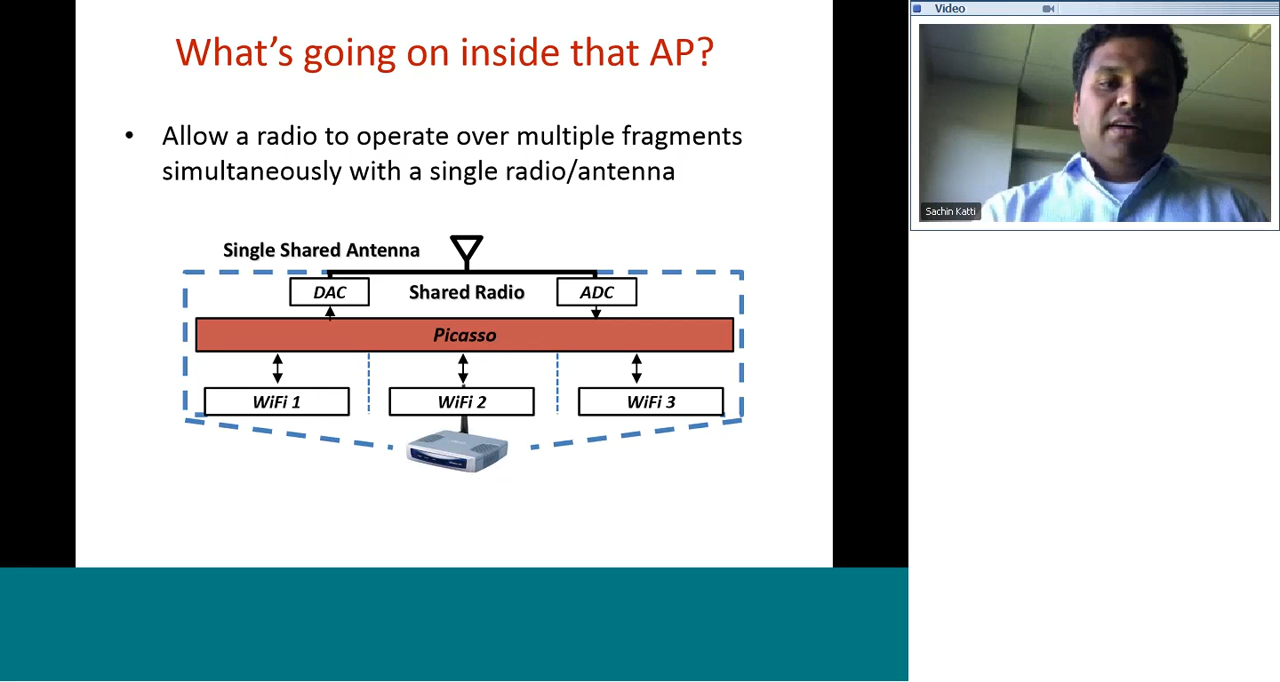 What's going on inside that AP?
• Allow a radio to operate over multiple fragments
simultaneously with a single radio/antenna
Single Shared Antenna
DAC
Shared Radio
ADC
Picasso
WiFi 1
WiFi 2
WiFi 3
Video
Sachin Katti